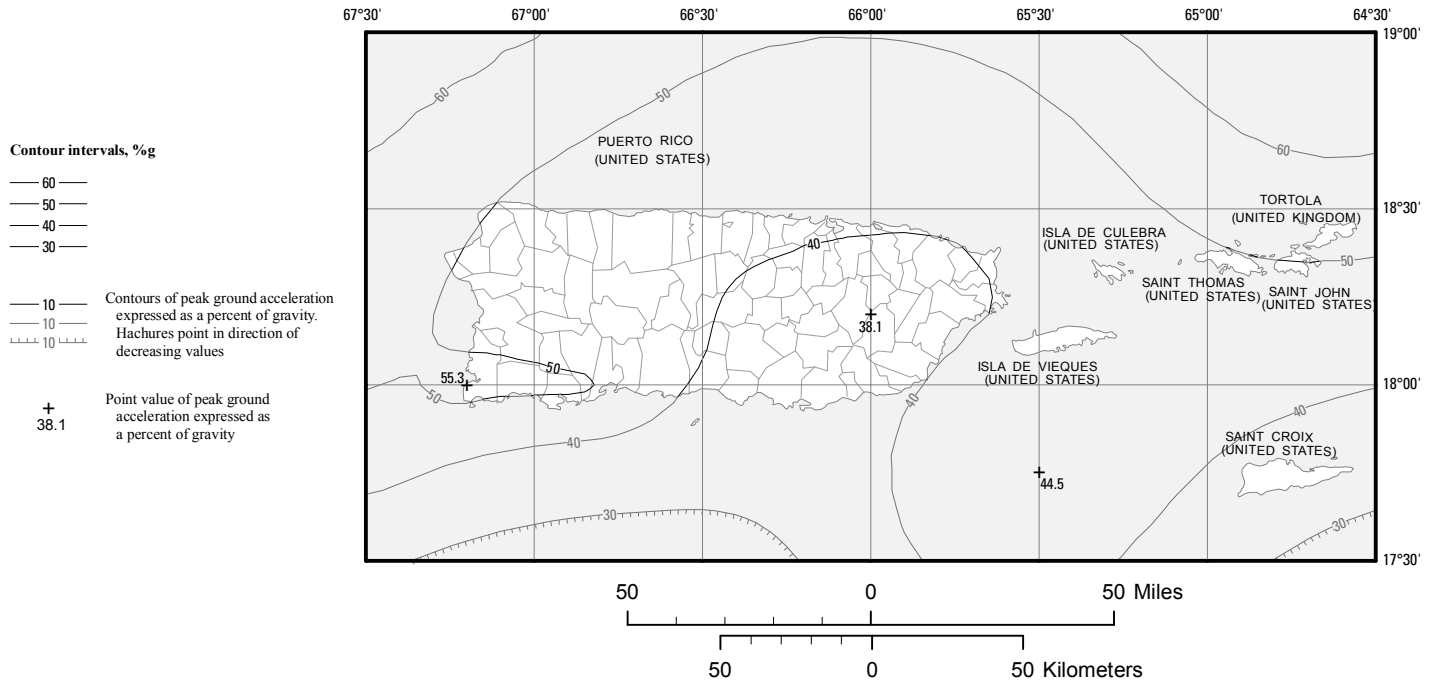 67°30' 67°00' 66°30' 66°00' 65°30' 65°00' 64°30'
19°00'
60
50
Contour intervals, %g
60
50
40
30
PUERTO RICO
(UNITED STATES)
60
18°30'
TORTOLA
(UNITED KINGDOM)
ISLA DE CULEBRA
(UNITED STATES)
40
50
SAINT THOMAS
(UNITED STATES)
SAINT JOHN
(UNITED STATES)
10
10
10
Contours of peak ground acceleration
expressed as a percent of gravity.
Hachures point in direction of
decreasing values
38.1
50
55.3
ISLA DE VIEQUES
(UNITED STATES)
18°00'
50
40
40
38.1
Point value of peak ground
acceleration expressed as
a percent of gravity
40
SAINT CROIX
(UNITED STATES)
44.5
30
30
17°30'
50 0 50 Miles
50 0 50 Kilometers